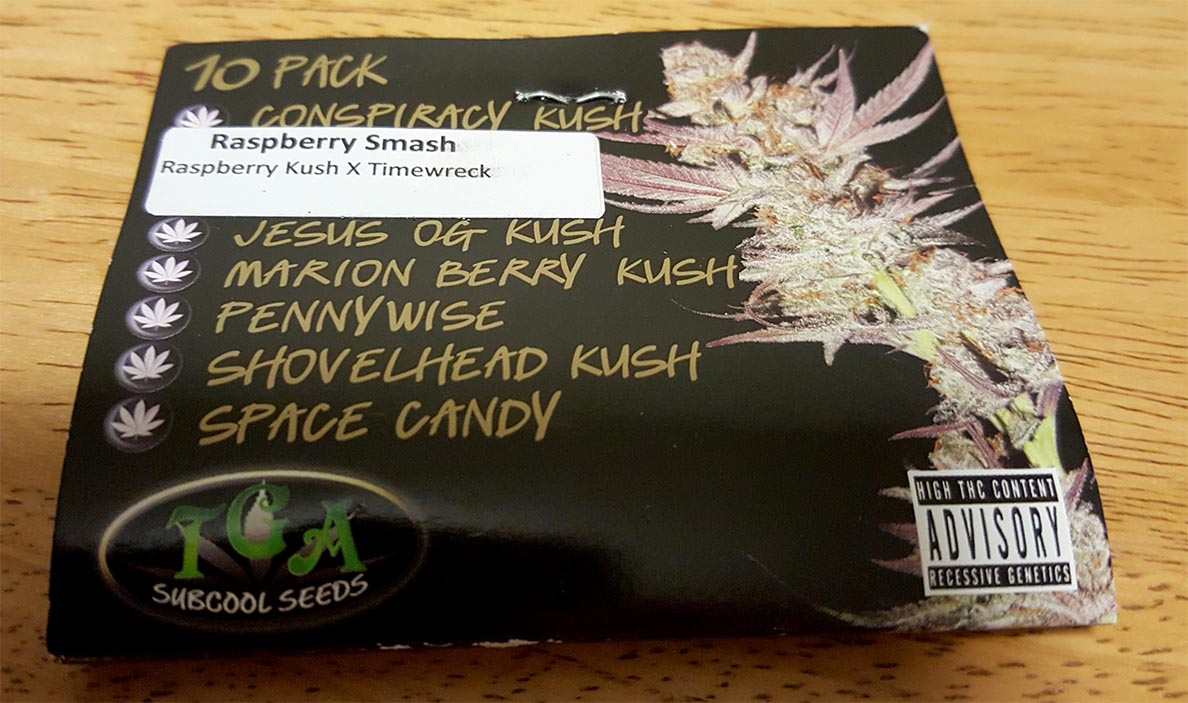 10 PACK
CONSPIRACY KUSH
Raspberry Smash
Raspberry Kush X Timewreck
JESUS OG KUSH
MARION BERRY KUSH
PENNYWISE
SHOVELHEAD KUSH
SPACE CANDY
TGA
SUBCOOL SEEDS
HIGH THC CONTENT
ADVISORY
RECESSIVE GENETICS